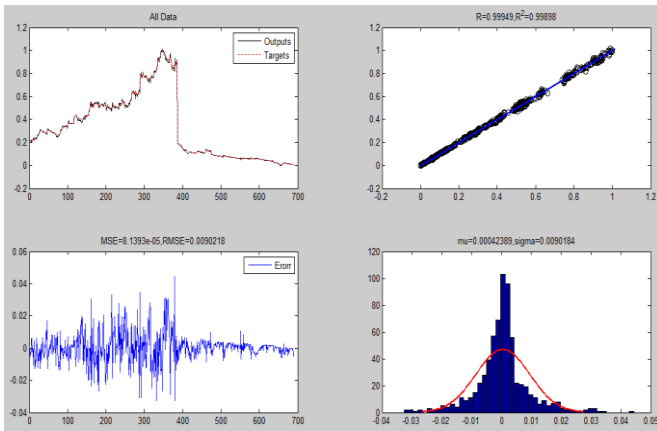 All Data
1.2
1
0.8
0.6
0.4
0.2
0
-0.2
0 100 200 300 400 500 600 700
Outputs
Targets
R=0.99949,R²=0.99898
1.2
1
0.8
0.6
0.4
0.2
0
-0.2
-0.2 0 0.2 0.4 0.6 0.8 1 1.2
MSE=8.1393e-05,RMSE=0.0090218
0.06
0.04
0.02
0
-0.02
-0.04
0 100 200 300 400 500 600 700
Erorr
mu=0.00042389,sigma=0.0090184
120
100
80
60
40
20
0
-0.04 -0.03 -0.02 -0.01 0 0.01 0.02 0.03 0.04 0.05